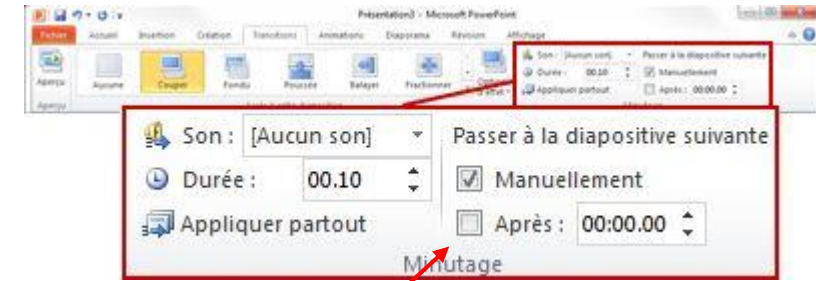 Présentation3 - Microsoft PowerPoint
Fichier Accueil Insertion Création Transitions Animations Diaporama Révision Affichage
Son : [Aucun son] Passer à la diapositive suivante
Durée : 00.10 Manuellement
Appliquer partout Après : 00:00.00
Aperçu Aucune Couper Fondu Poussée Balayer Fractionner
Aperçu
Son : [Aucun son] Passer à la diapositive suivante
Durée : 00.10 Manuellement
Appliquer partout Après : 00:00.00
Minutage